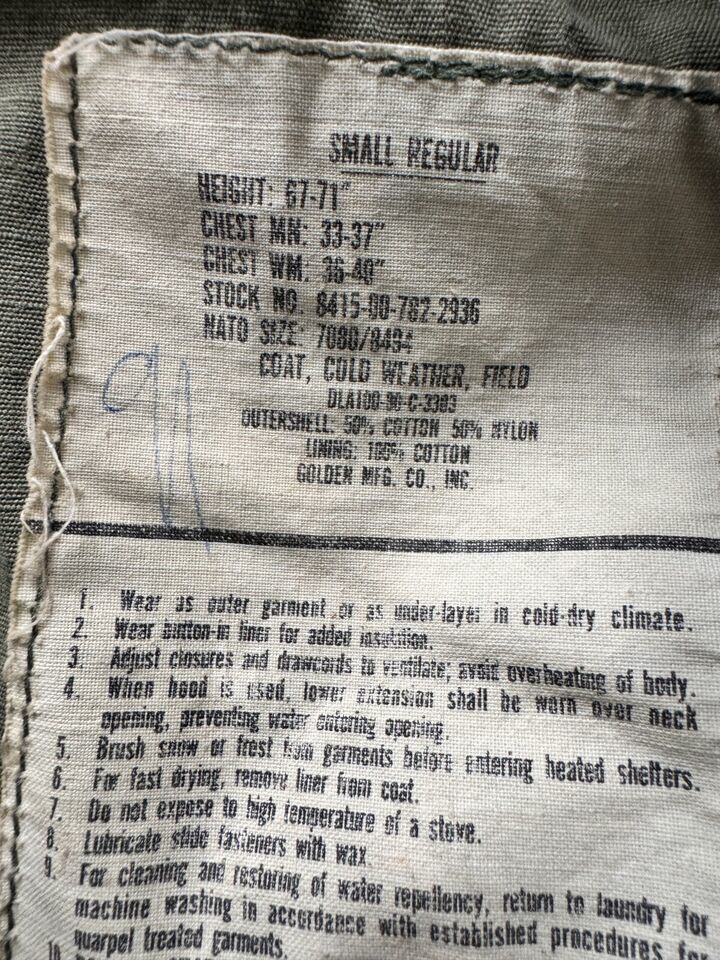 SMALL REGULAR
HEIGHT: 67-71"
CHEST MN: 33-37"
CHEST WM: 36-40"
STOCK NO. 8415-00-782-2936
NATO SIZE: 7080/8494
COAT, COLD WEATHER, FIELD
DLA100-90-C-3303
OUTERSHELL: 50% COTTON 50% NYLON
LINING: 100% COTTON
GOLDEN MFG. CO., INC.
91
1. Wear as outer garment or as under-layer in cold-dry climate.
2. Wear button-in liner for added insulation.
3. Adjust closures and drawcords to ventilate; avoid overheating of body.
4. When hood is used, lower extension shall be worn over neck
opening, preventing water entering opening.
5. Brush snow or frost from garments before entering heated shelters.
6. For fast drying, remove liner from coat.
7. Do not expose to high temperature of a stove.
8. Lubricate slide fasteners with wax.
9. For cleaning and restoring of water repellency, return to laundry for
machine washing in accordance with established procedures for
quarpel treated garments.
10.